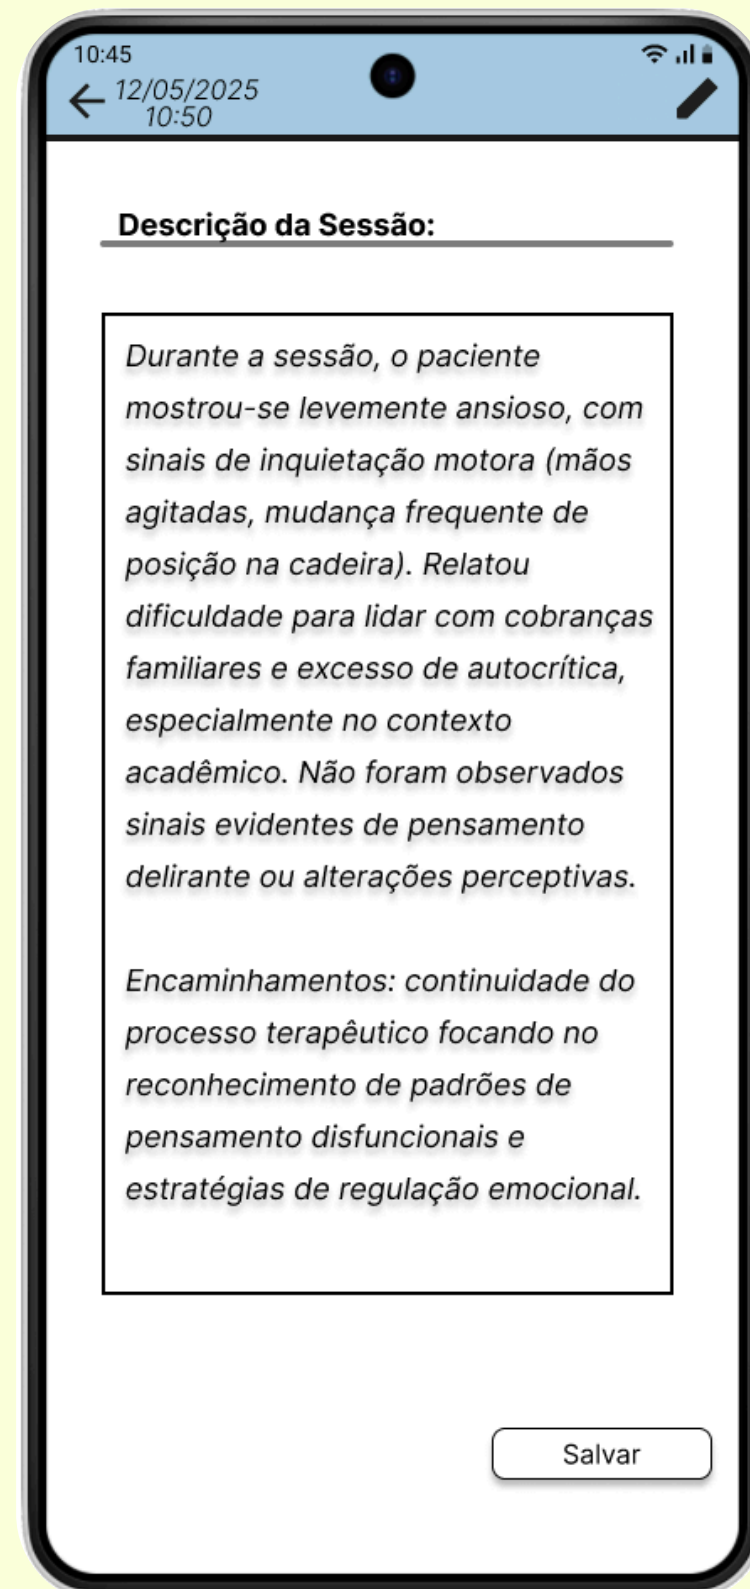 10:45
12/05/2025
10:50
Descrição da Sessão:
Durante a sessão, o paciente
mostrou-se levemente ansioso, com
sinais de inquietação motora (mãos
agitadas, mudança frequente de
posição na cadeira). Relatou
dificuldade para lidar com cobranças
familiares e excesso de autocrítica,
especialmente no contexto
acadêmico. Não foram observados
sinais evidentes de pensamento
delirante ou alterações perceptivas.
Encaminhamentos: continuidade do
processo terapêutico focando no
reconhecimento de padrões de
pensamento disfuncionais e
estratégias de regulação emocional.
Salvar